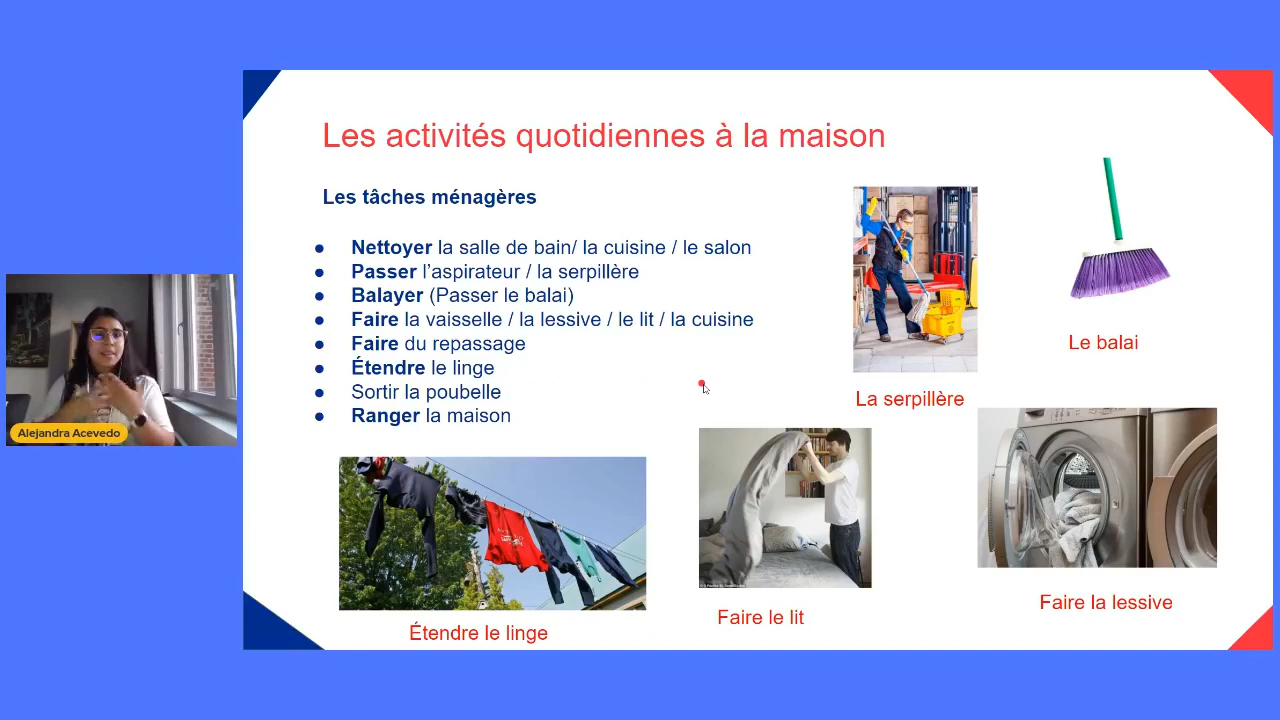 Les activités quotidiennes à la maison
Les tâches ménagères
● Nettoyer la salle de bain/ la cuisine / le salon
● Passer l’aspirateur / la serpillère
● Balayer (Passer le balai)
● Faire la vaisselle / la lessive / le lit / la cuisine
● Faire du repassage
● Étendre le linge
● Sortir la poubelle
● Ranger la maison
Le balai
La serpillère
Alejandra Acevedo
Étendre le linge
Faire le lit
Faire la lessive